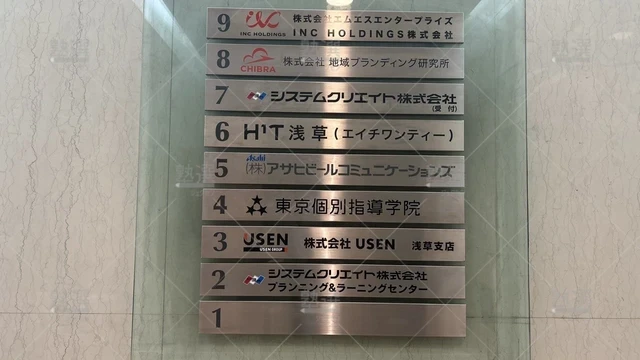 9 INC INC HOLDINGS 株式会社エムエスエンタープライズ
INC HOLDINGS株式会社
8 CHIBRA 株式会社 地域ブランディング研究所
7 システムクリエイト株式会社
(受付)
6 H¹T 浅草 (エイチワンティー)
5 Asahi (株)アサヒビールコミュニケーションズ
4 東京個別指導学院
3 USEN USEN GROUP 株式会社 USEN 浅草支店
2 システムクリエイト株式会社
プランニング&ラーニングセンター
1